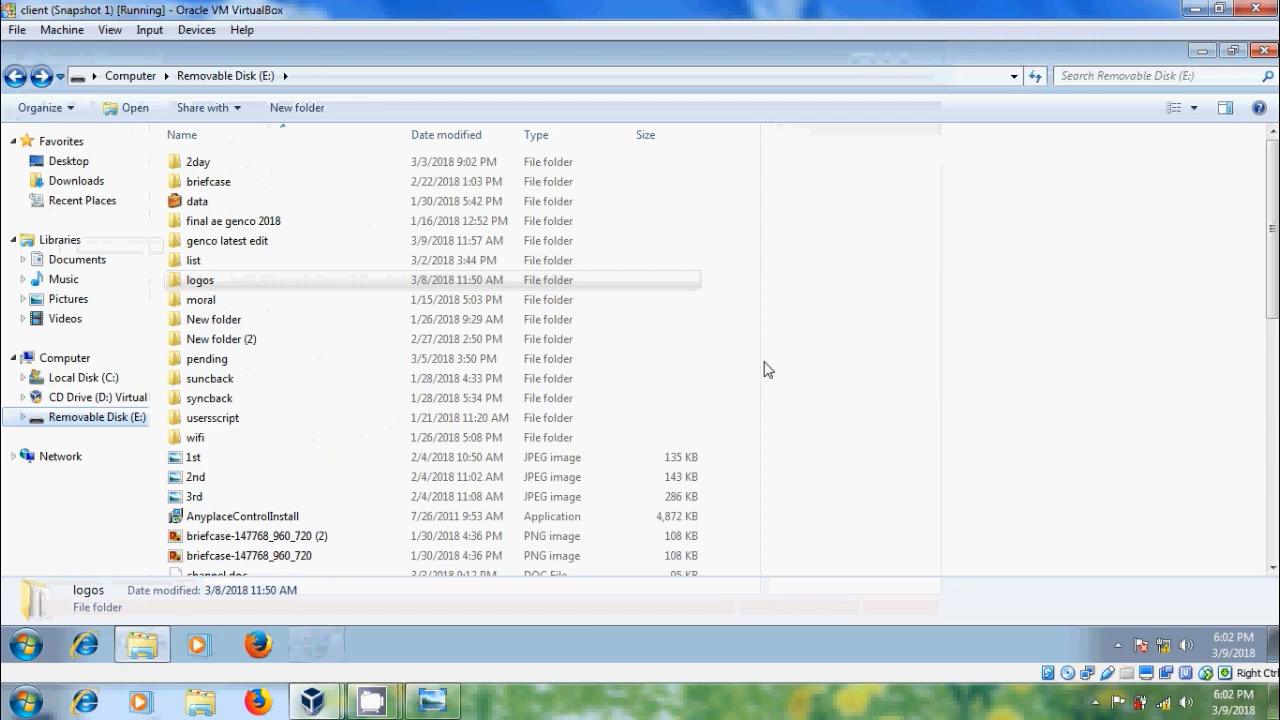 client (Snapshot 1) [Running] - Oracle VM VirtualBox
File Machine View Input Devices Help
Computer Removable Disk (E:) Search Removable Disk (E:)
Organize Open Share with New folder
Name Date modified Type Size
Favorites
Desktop
Downloads
Recent Places
Libraries
Documents
Music
Pictures
Videos
Computer
Local Disk (C:)
CD Drive (D:) Virtual
Removable Disk (E:)
Network
2day 3/3/2018 9:02 PM File folder
briefcase 2/22/2018 1:03 PM File folder
data 1/30/2018 5:42 PM File folder
final ae genco 2018 1/16/2018 12:52 PM File folder
genco latest edit 3/9/2018 11:57 AM File folder
list 3/2/2018 3:44 PM File folder
logos 3/8/2018 11:50 AM File folder
moral 1/15/2018 5:03 PM File folder
New folder 1/26/2018 9:29 AM File folder
New folder (2) 2/27/2018 2:50 PM File folder
pending 3/5/2018 3:50 PM File folder
suncback 1/28/2018 4:33 PM File folder
syncback 1/28/2018 5:34 PM File folder
usersscript 1/21/2018 11:20 AM File folder
wifi 1/26/2018 5:08 PM File folder
1st 2/4/2018 10:50 AM JPEG image 135 KB
2nd 2/4/2018 11:02 AM JPEG image 143 KB
3rd 2/4/2018 11:08 AM JPEG image 286 KB
AnyplaceControlInstall 7/26/2011 9:53 AM Application 4,872 KB
briefcase-147768_960_720 (2) 1/30/2018 4:36 PM PNG image 108 KB
briefcase-147768_960_720 1/30/2018 4:36 PM PNG image 108 KB
channel.doc 3/3/2018 9:12 PM DOC File 95 KB
logos Date modified: 3/8/2018 11:50 AM
File folder
6:02 PM
3/9/2018
Right Ctrl
6:02 PM
3/9/2018